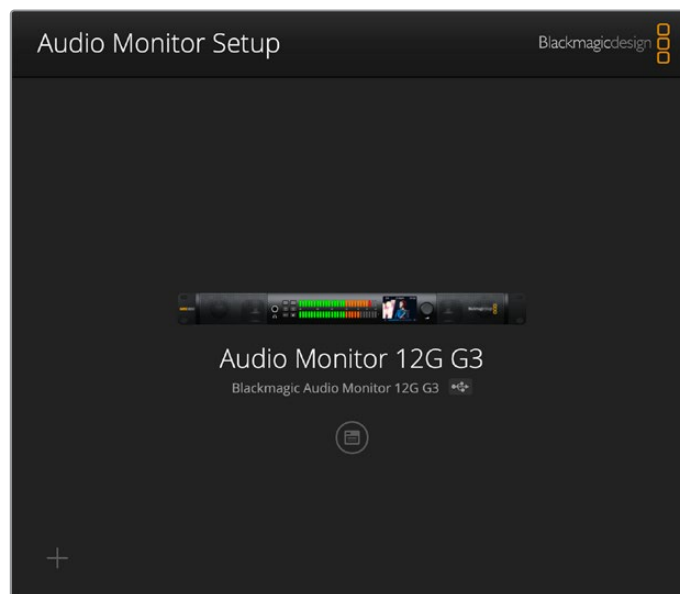 Audio Monitor Setup
Blackmagicdesign
Audio Monitor 12G G3
Blackmagic Audio Monitor 12G G3